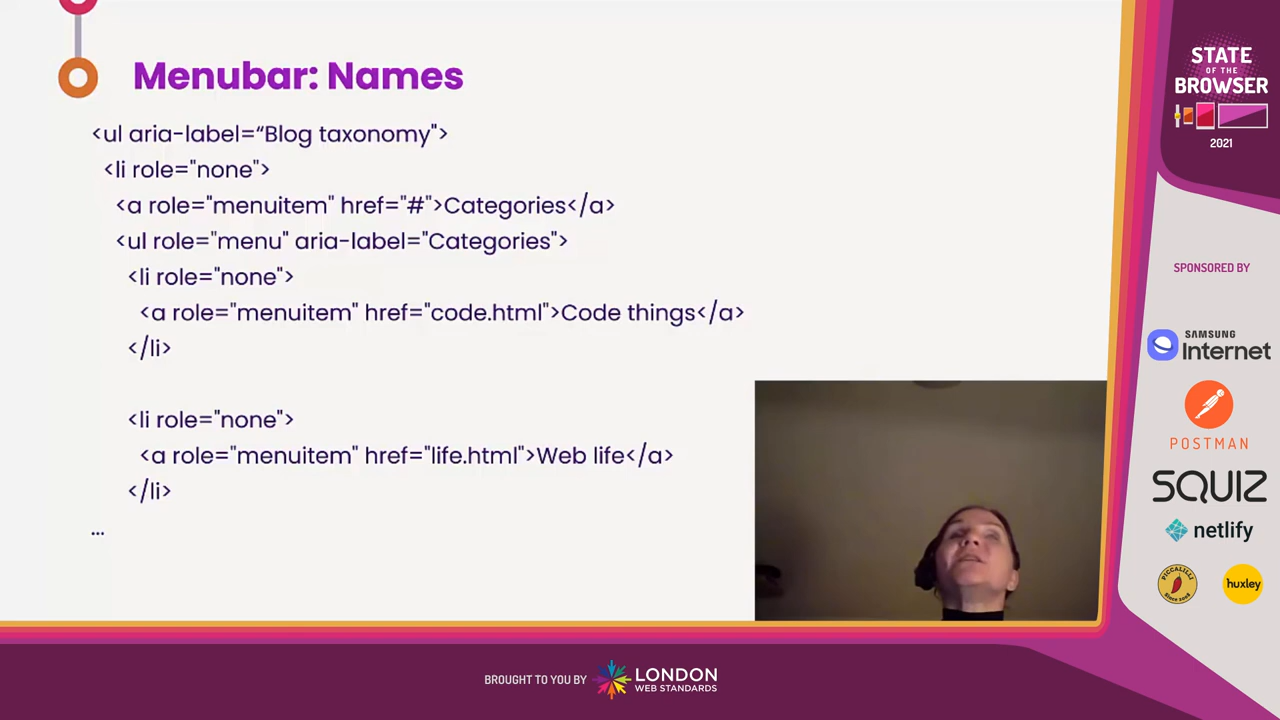 Menubar: Names
<ul aria-label=“Blog taxonomy">
<li role="none">
<a role="menuitem" href="#">Categories</a>
<ul role="menu" aria-label="Categories">
<li role="none">
<a role="menuitem" href="code.html">Code things</a>
</li>
<li role="none">
<a role="menuitem" href="life.html">Web life</a>
</li>
...
STATE
OF THE
BROWSER
2021
SPONSORED BY
SAMSUNG
Internet
POSTMAN
SQUIZ
netlify
PICCALILLI
Since 2018
huxley
BROUGHT TO YOU BY
LONDON
WEB STANDARDS